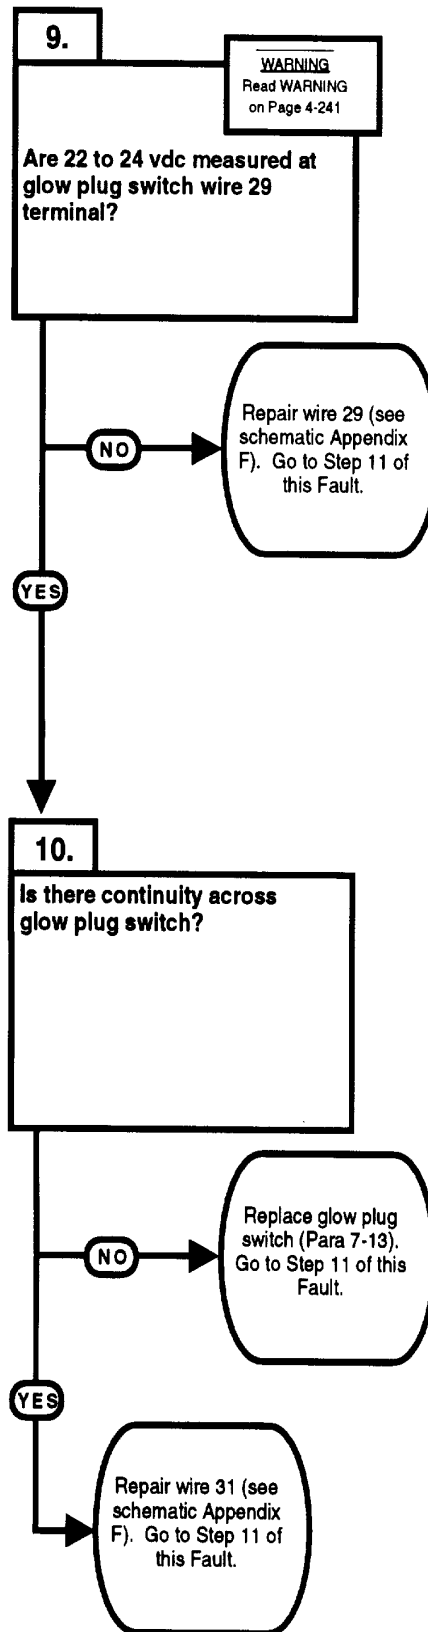 9.
WARNING
Read WARNING
on Page 4-241
Are 22 to 24 vdc measured at
glow plug switch wire 29
terminal?
NO
Repair wire 29 (see
schematic Appendix
F). Go to Step 11 of
this Fault.
YES
10.
Is there continuity across
glow plug switch?
NO
Replace glow plug
switch (Para 7-13).
Go to Step 11 of this
Fault.
YES
Repair wire 31 (see
schematic Appendix
F). Go to Step 11 of
this Fault.